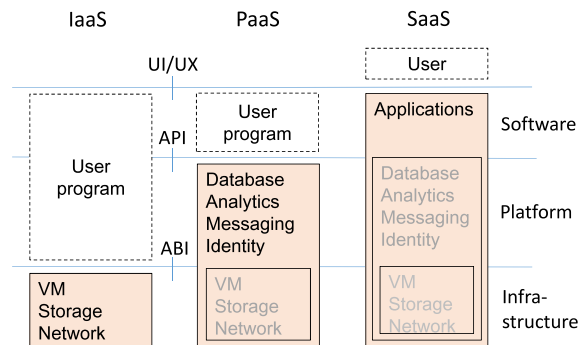 IaaS
PaaS
SaaS
UI/UX
User
User
program
Applications
Software
API
User
program
Database
Analytics
Messaging
Identity
Database
Analytics
Messaging
Identity
Platform
ABI
VM
Storage
Network
VM
Storage
Network
VM
Storage
Network
Infra-
structure